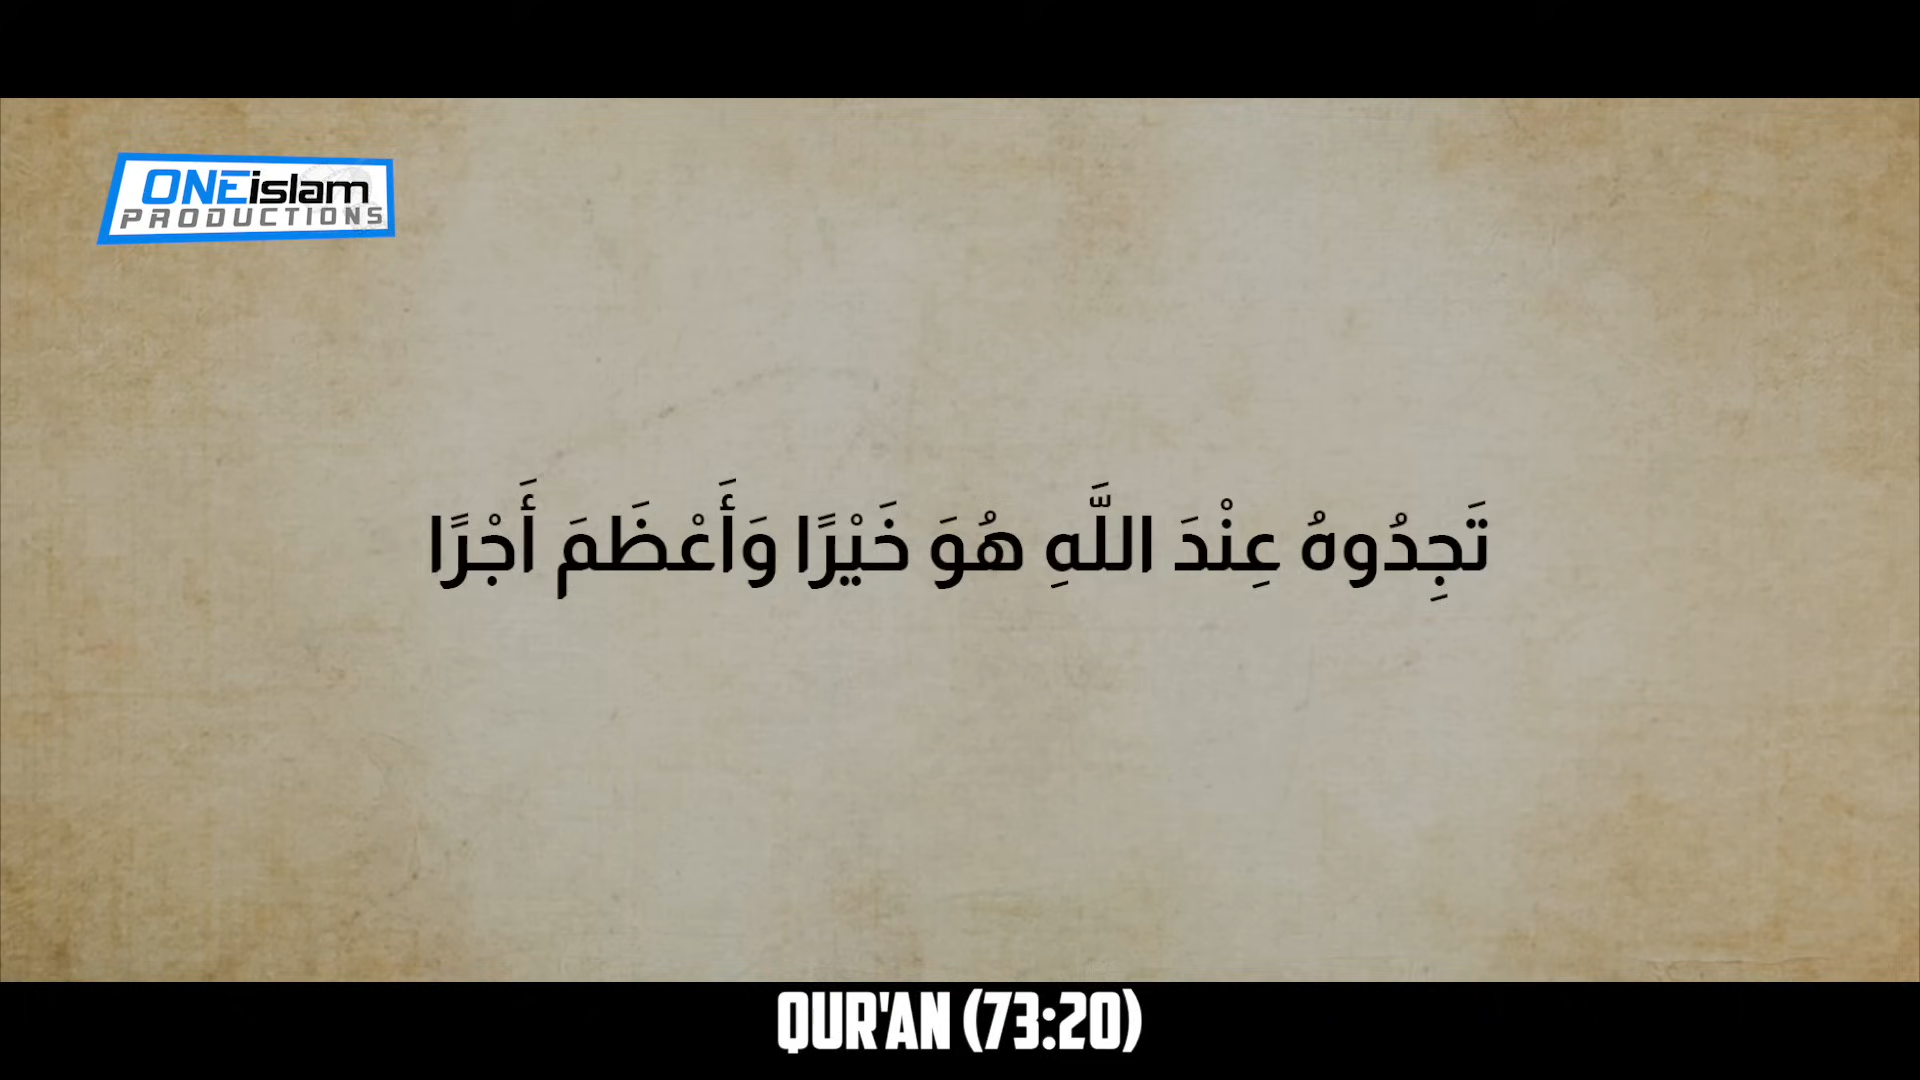 ONEislam
PRODUCTIONS
تَجِدُوهُ عِنْدَ اللَّهِ هُوَ خَيْرًا وَأَعْظَمَ أَجْرًا
QUR'AN (73:20)